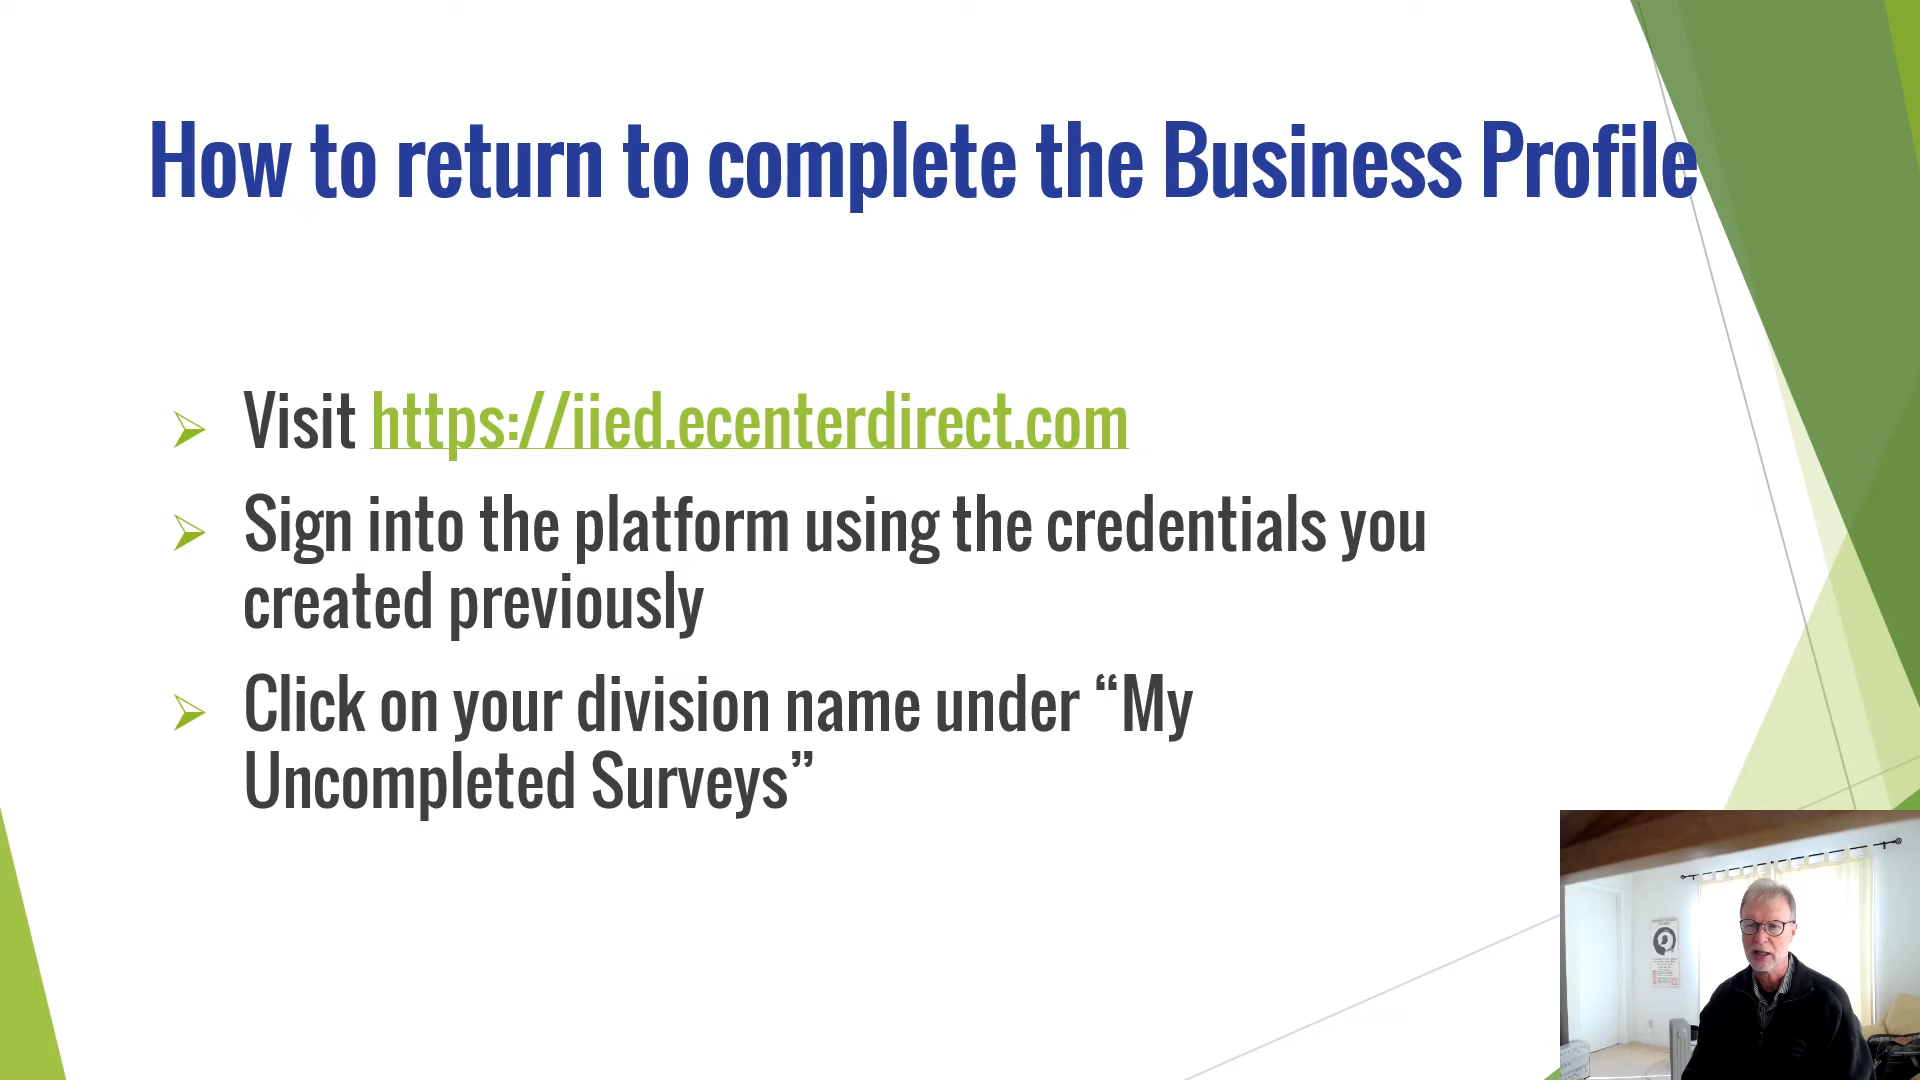 How to return to complete the Business Profile
Visit https://iied.ecenterdirect.com
Sign into the platform using the credentials you
created previously
Click on your division name under “My
Uncompleted Surveys”